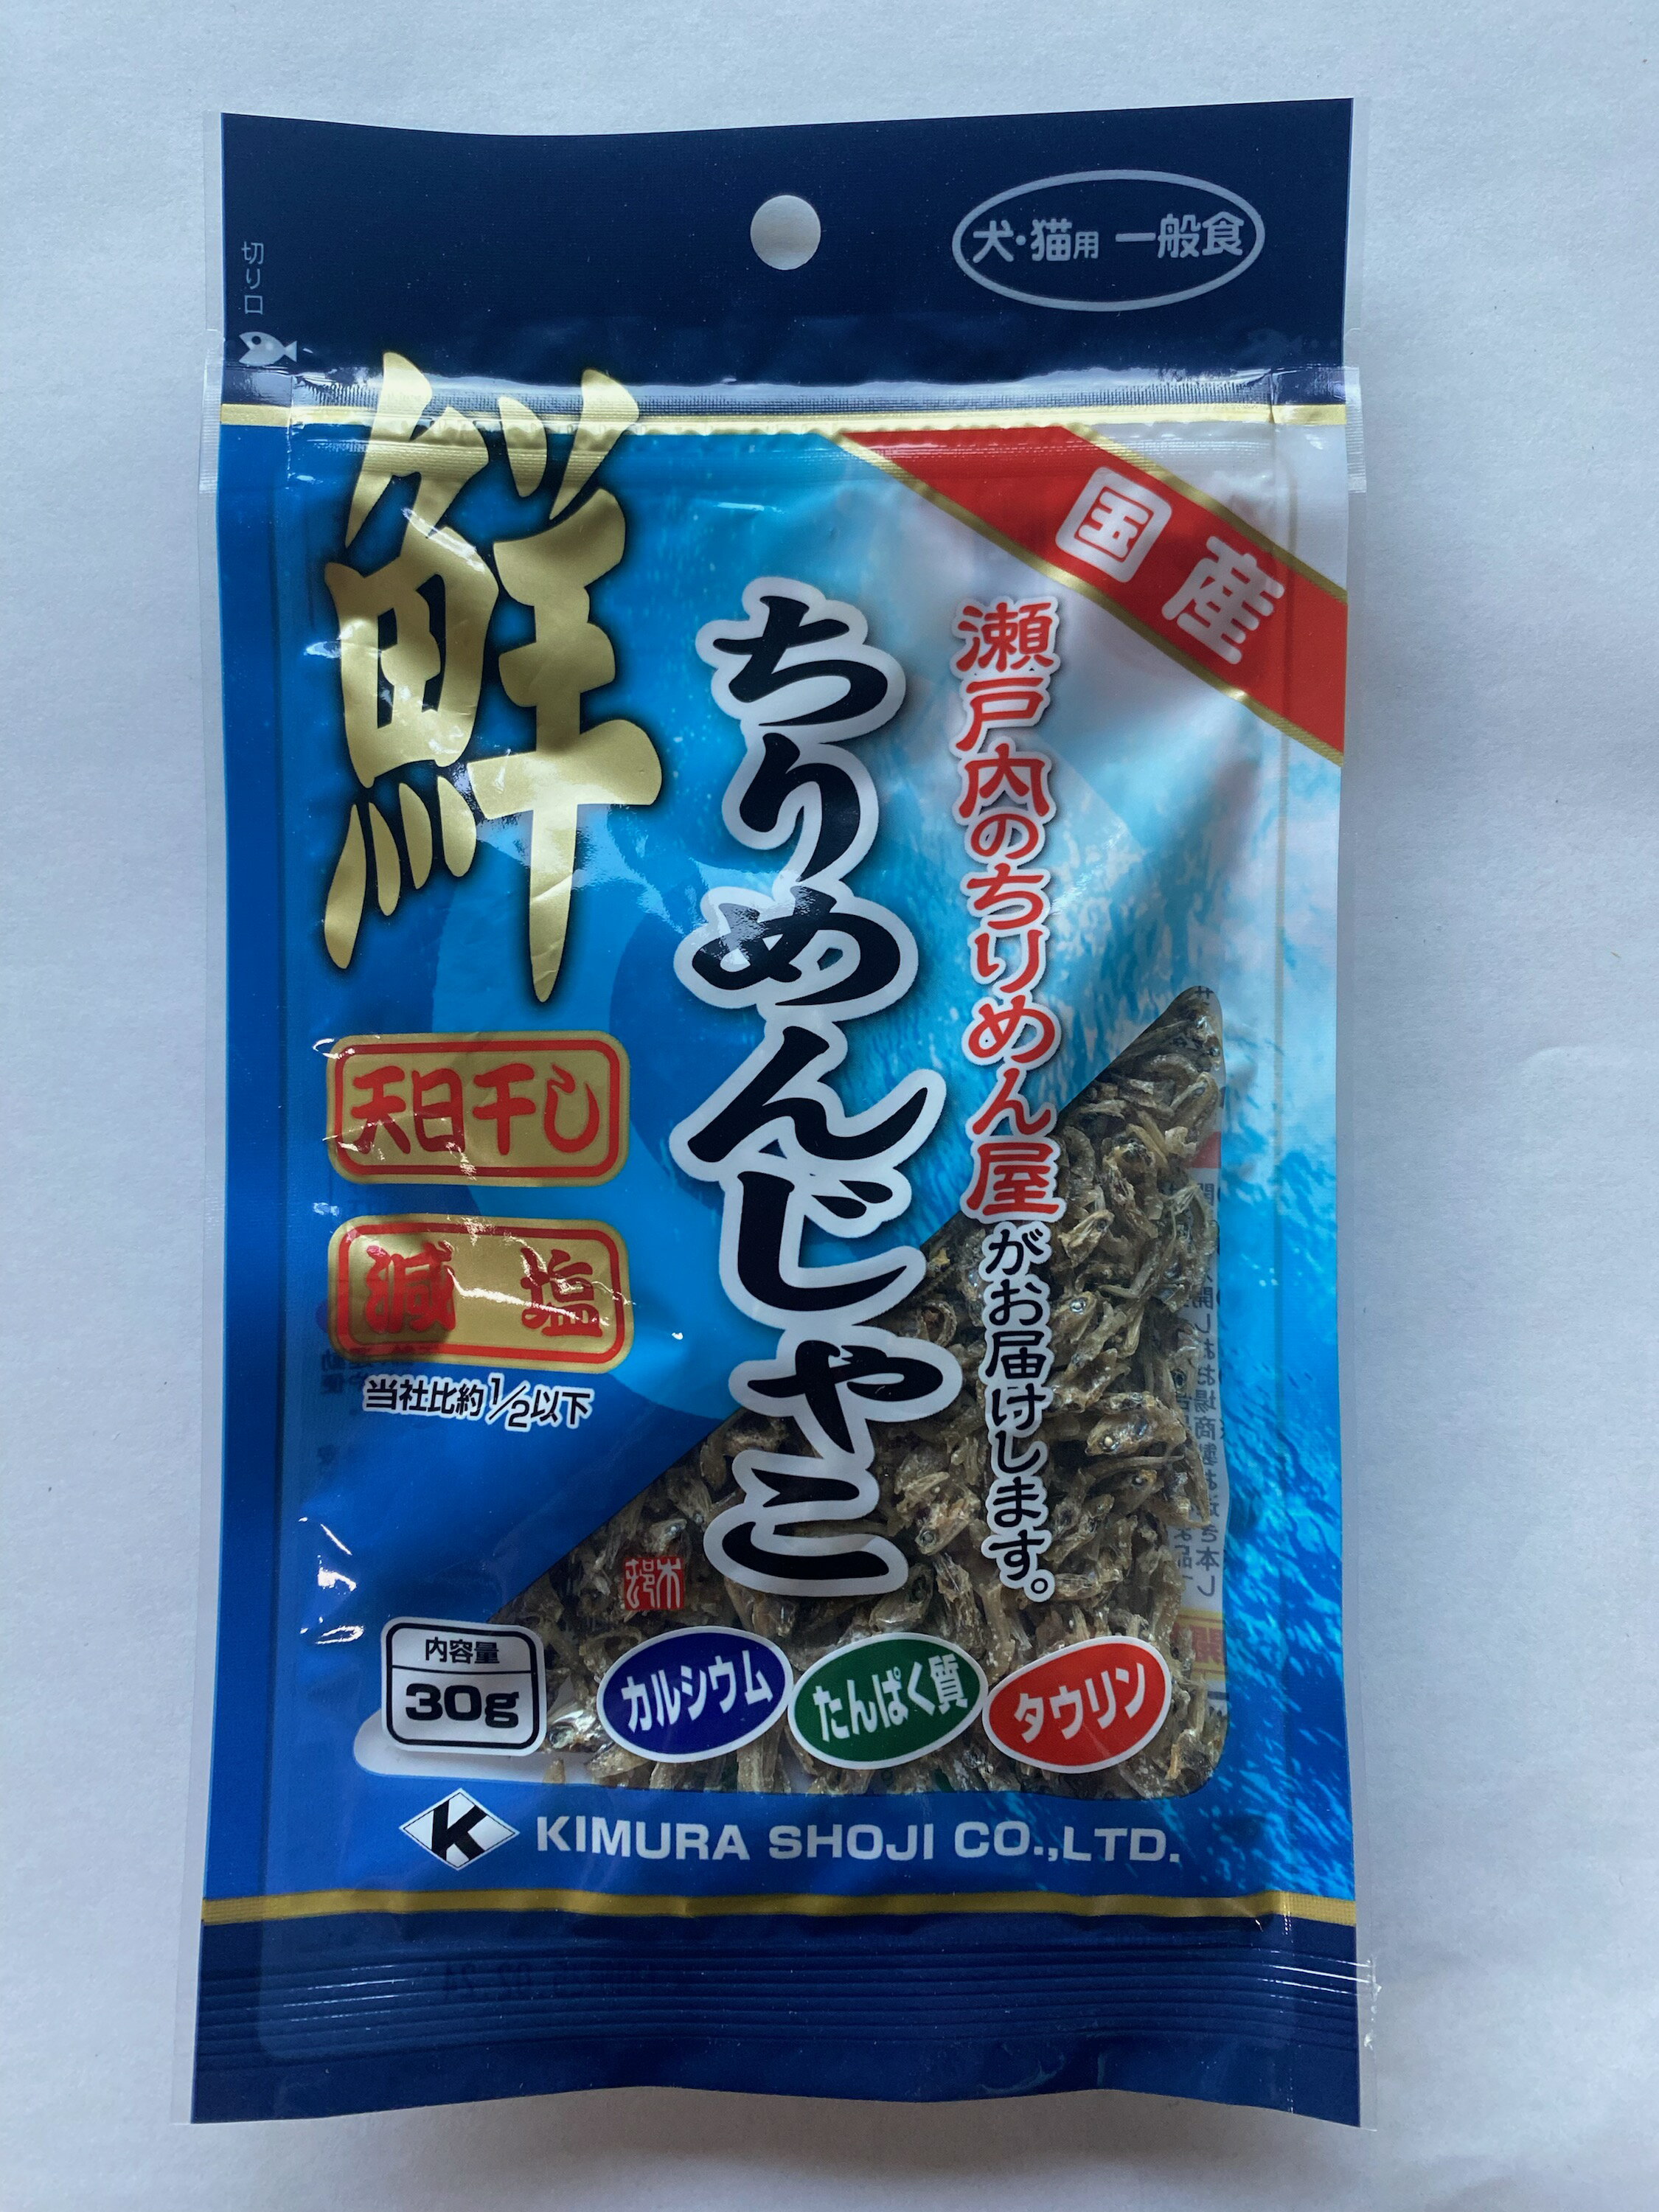 犬・猫用 一般食
切り口
国産
鮮
ちりめんじゃこ
瀬戸内のちりめん屋がお届けします。
天日干し
減塩
当社比約1/2以下
内容量
30g
カルシウム
たんぱく質
タウリン
K
KIMURA SHOJI CO.,LTD.